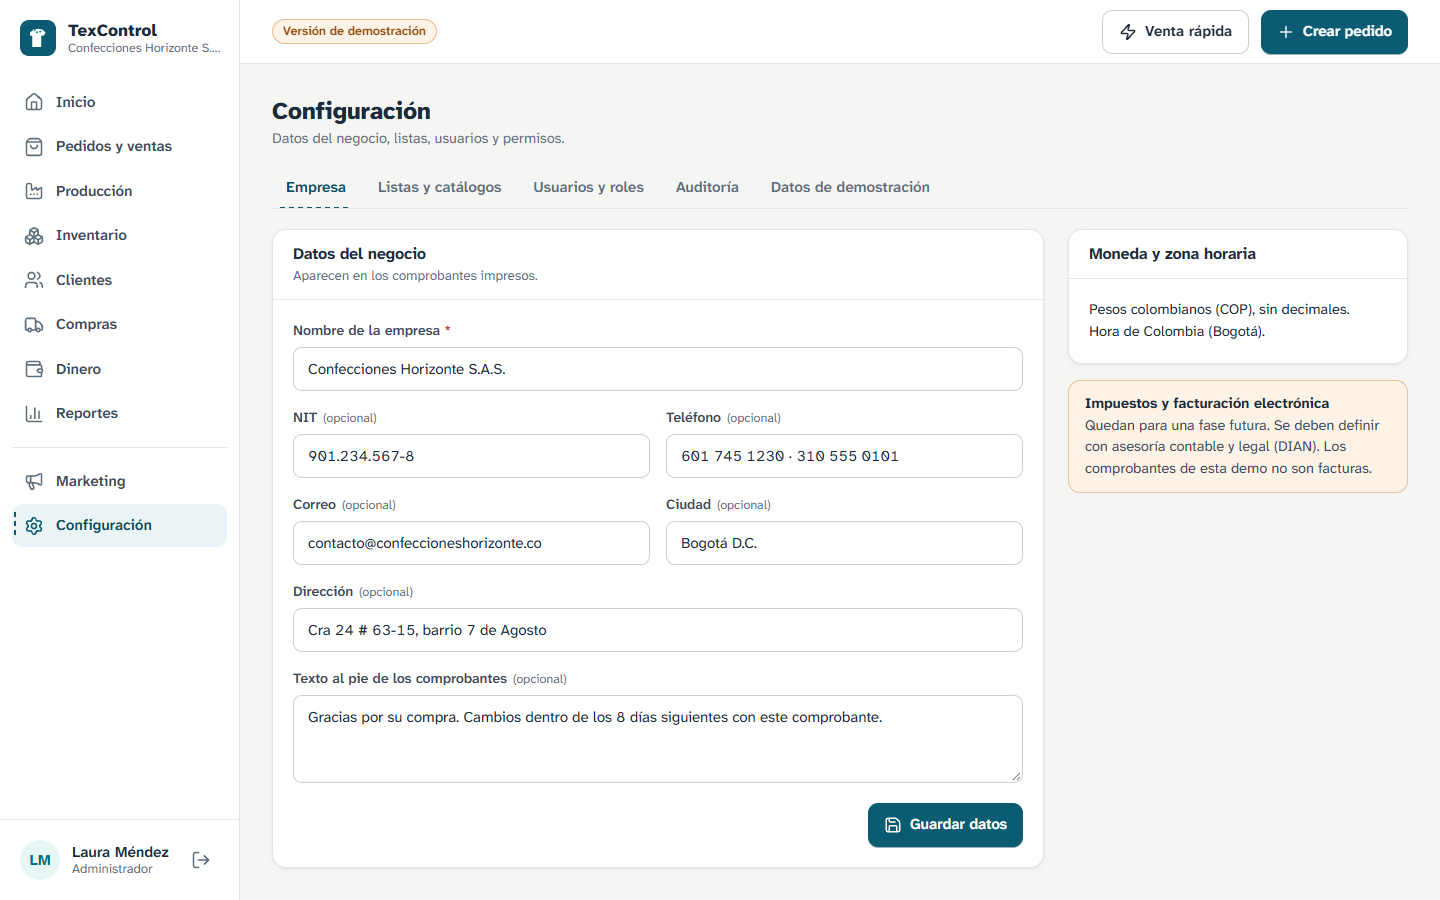 TexControl
Confecciones Horizonte S....
Inicio
Pedidos y ventas
Producción
Inventario
Clientes
Compras
Dinero
Reportes
Marketing
Configuración
LM
Laura Méndez
Administrador
Versión de demostración
Venta rápida
Crear pedido
Configuración
Datos del negocio, listas, usuarios y permisos.
Empresa
Listas y catálogos
Usuarios y roles
Auditoría
Datos de demostración
Datos del negocio
Aparecen en los comprobantes impresos.
Nombre de la empresa *
Confecciones Horizonte S.A.S.
NIT (opcional)
901.234.567-8
Teléfono (opcional)
601 745 1230 · 310 555 0101
Correo (opcional)
contacto@confeccioneshorizonte.co
Ciudad (opcional)
Bogotá D.C.
Dirección (opcional)
Cra 24 # 63-15, barrio 7 de Agosto
Texto al pie de los comprobantes (opcional)
Gracias por su compra. Cambios dentro de los 8 días siguientes con este comprobante.
Guardar datos
Moneda y zona horaria
Pesos colombianos (COP), sin decimales.
Hora de Colombia (Bogotá).
Impuestos y facturación electrónica
Quedan para una fase futura. Se deben definir
con asesoría contable y legal (DIAN). Los
comprobantes de esta demo no son facturas.